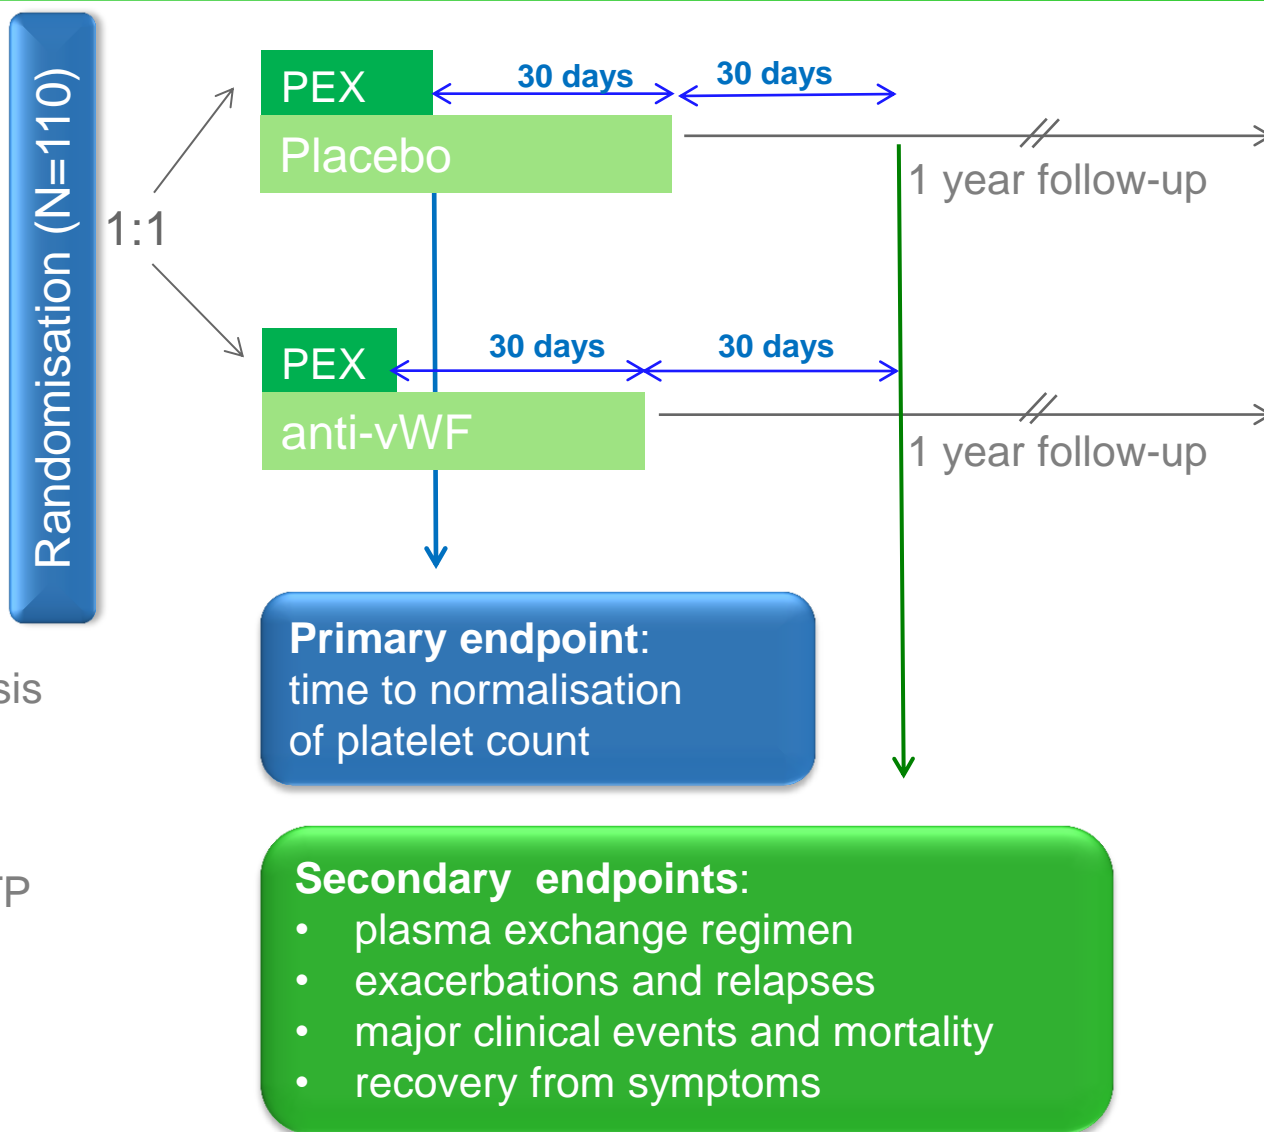 Randomisation (N=110)
1:1
PEX
30 days
30 days
Placebo
1 year follow-up
PEX
30 days
30 days
anti-vWF
1 year follow-up
Primary endpoint:
time to normalisation
of platelet count
Secondary endpoints:
• plasma exchange regimen
• exacerbations and relapses
• major clinical events and mortality
• recovery from symptoms